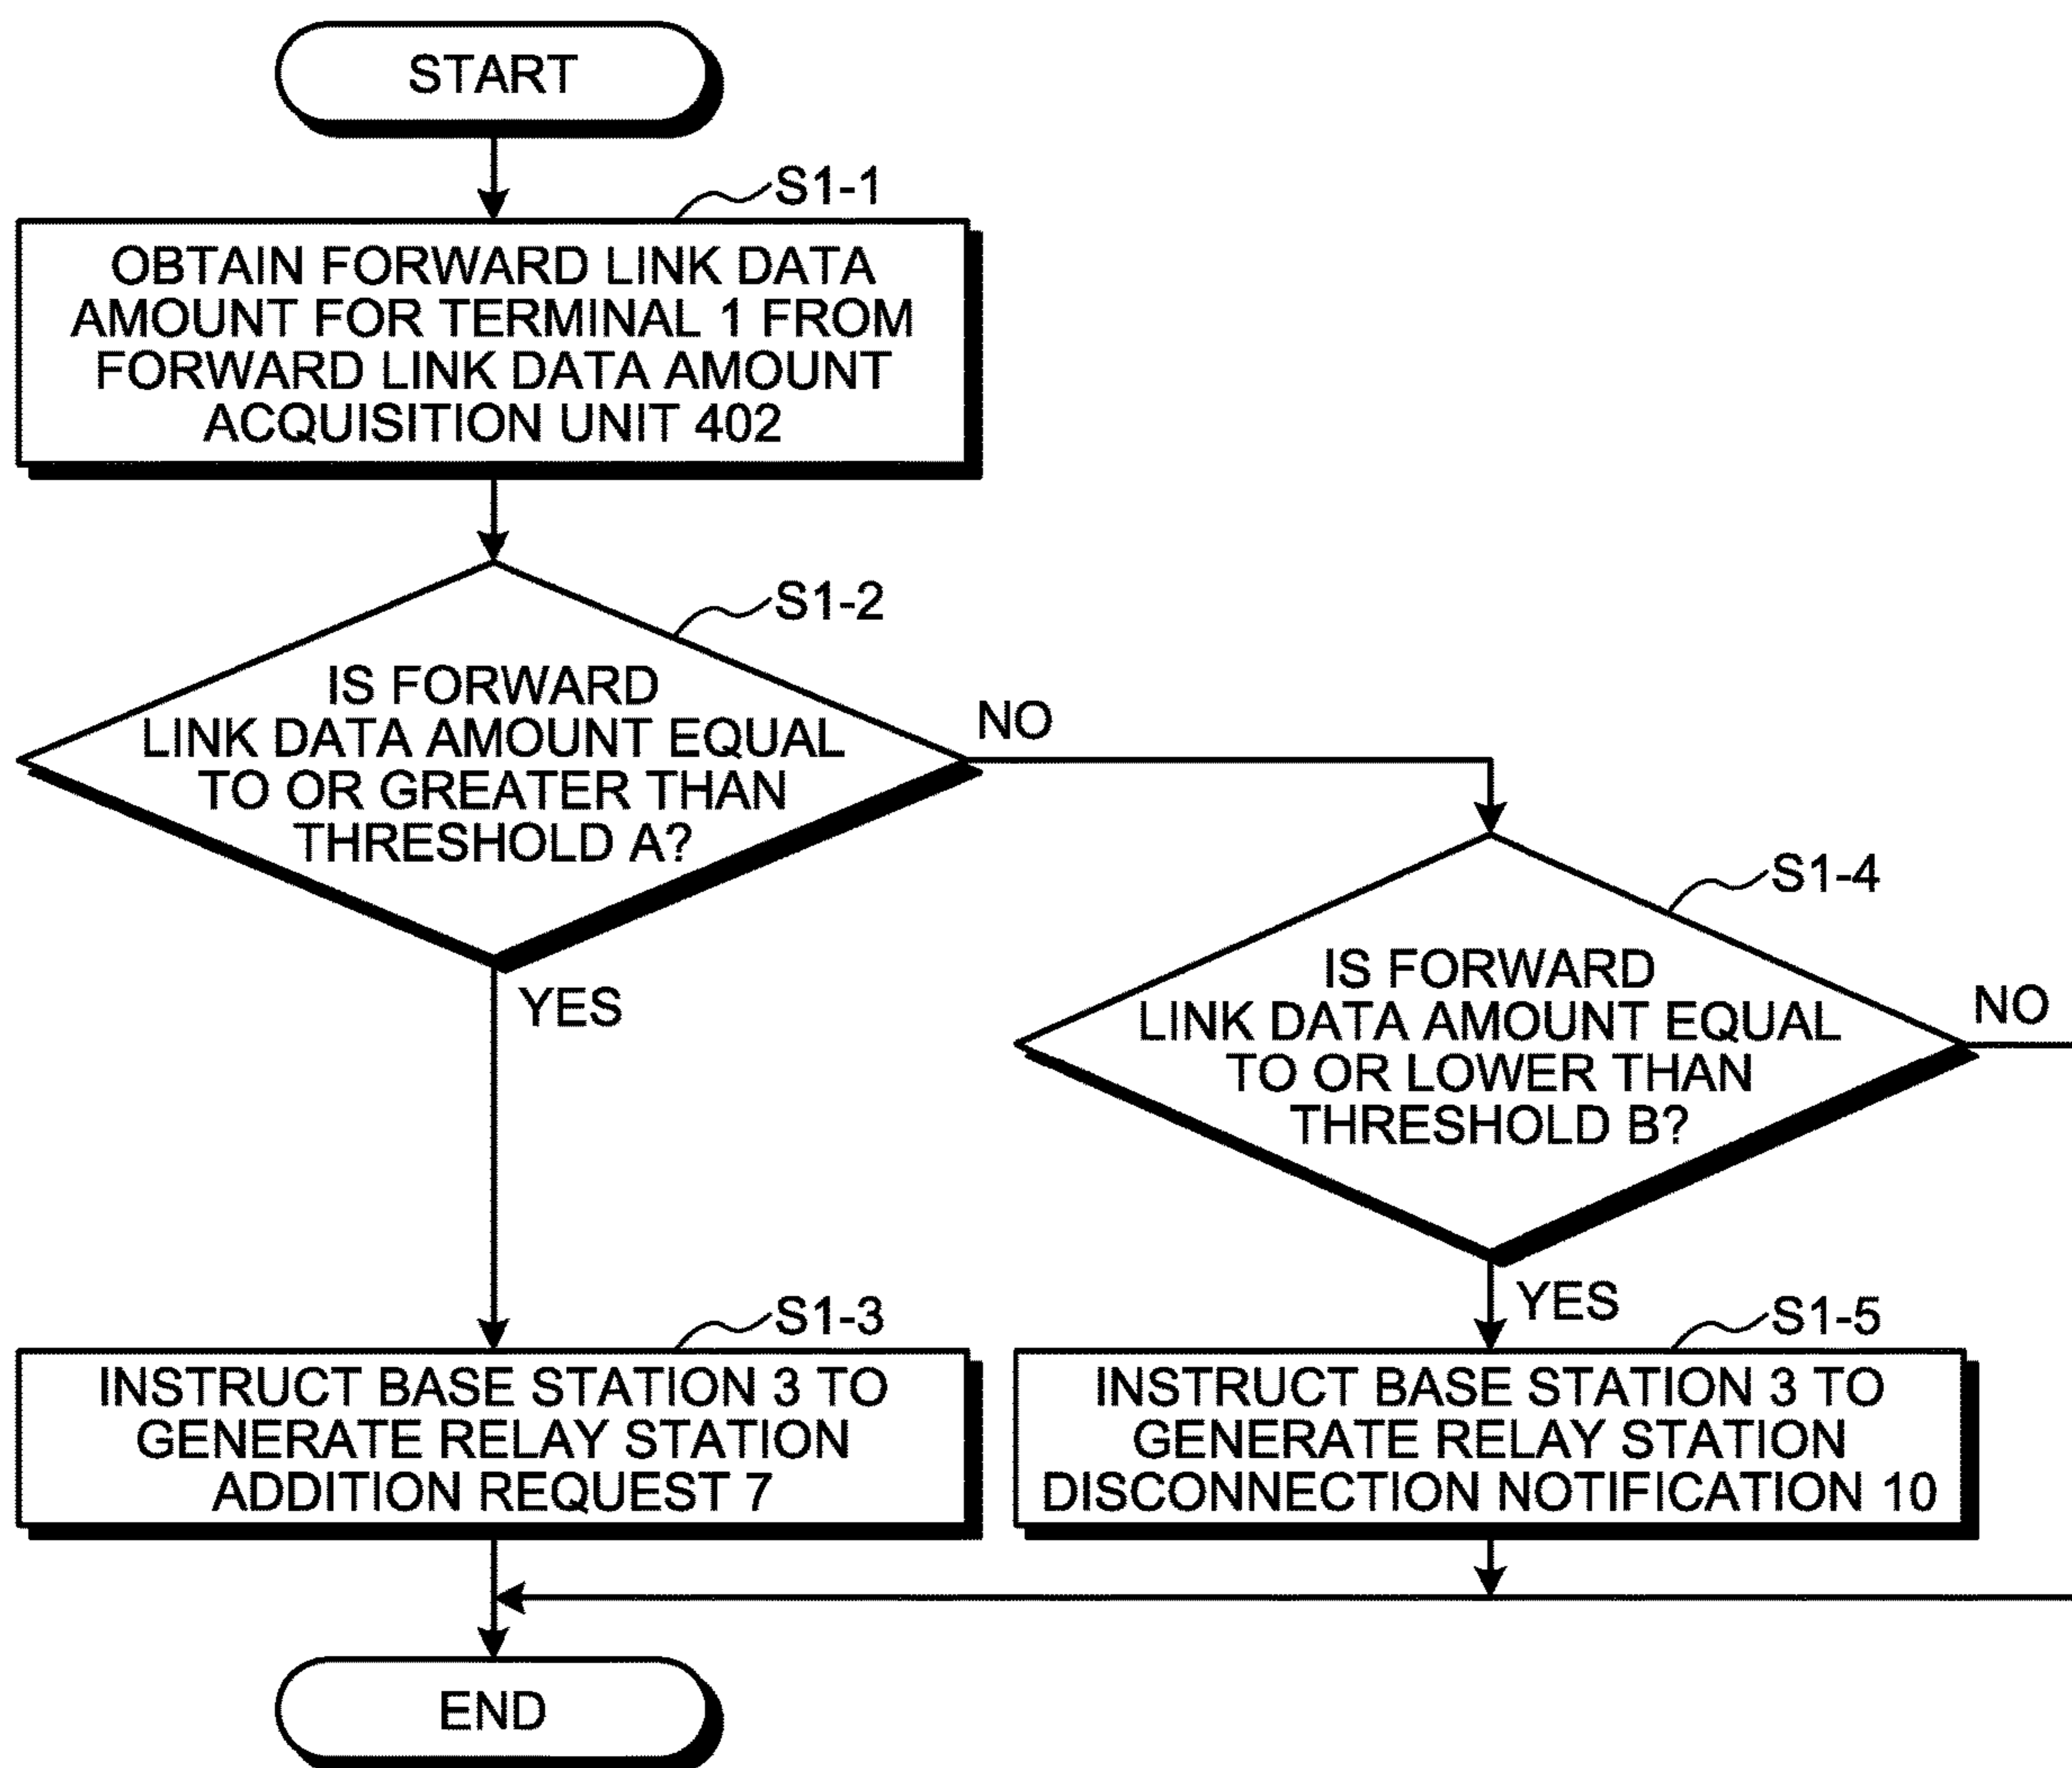 START
S1-1
OBTAIN FORWARD LINK DATA
AMOUNT FOR TERMINAL 1 FROM
FORWARD LINK DATA AMOUNT
ACQUISITION UNIT 402
S1-2
IS FORWARD
LINK DATA AMOUNT EQUAL
TO OR GREATER THAN
THRESHOLD A?
NO
YES
S1-4
IS FORWARD
LINK DATA AMOUNT EQUAL
TO OR LOWER THAN
THRESHOLD B?
NO
YES
S1-3
INSTRUCT BASE STATION 3 TO
GENERATE RELAY STATION
ADDITION REQUEST 7
S1-5
INSTRUCT BASE STATION 3 TO
GENERATE RELAY STATION
DISCONNECTION NOTIFICATION 10
END